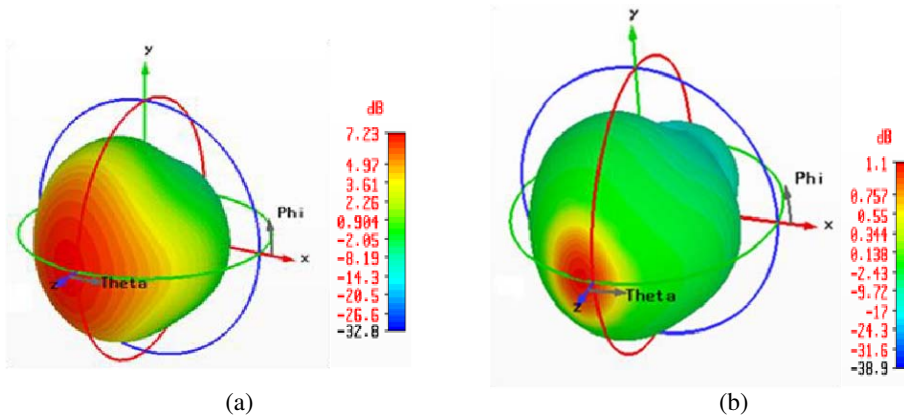 y
dB
7.23
4.97
3.61
2.26
0.904
-2.05
-8.19
-14.3
-20.5
-26.6
-32.8
Phi
x
z
Theta
(a)
y
dB
1.1
0.757
0.55
0.344
0.138
-2.43
-9.72
-17
-24.3
-31.6
-38.9
Phi
x
z
Theta
(b)